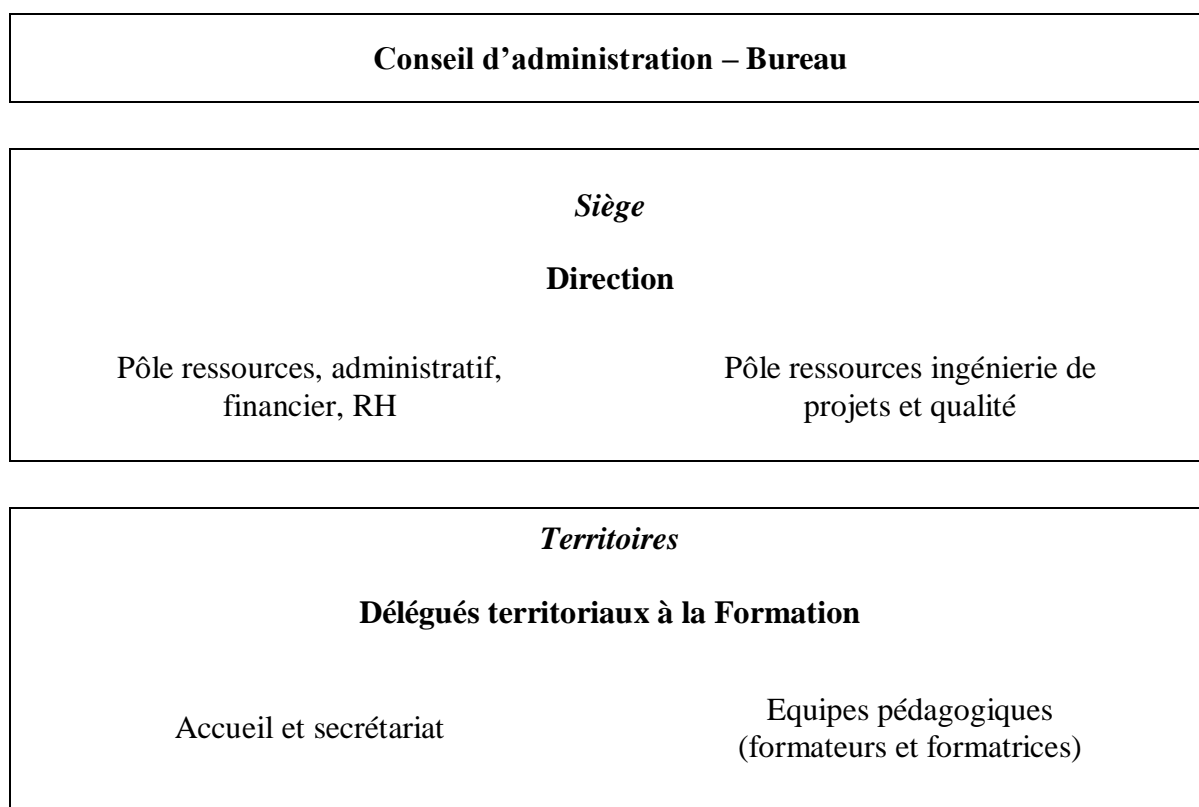 Conseil d’administration – Bureau
Siège
Direction
Pôle ressources, administratif,
financier, RH
Pôle ressources ingénierie de
projets et qualité
Territoires
Délégués territoriaux à la Formation
Accueil et secrétariat
Equipes pédagogiques
(formateurs et formatrices)